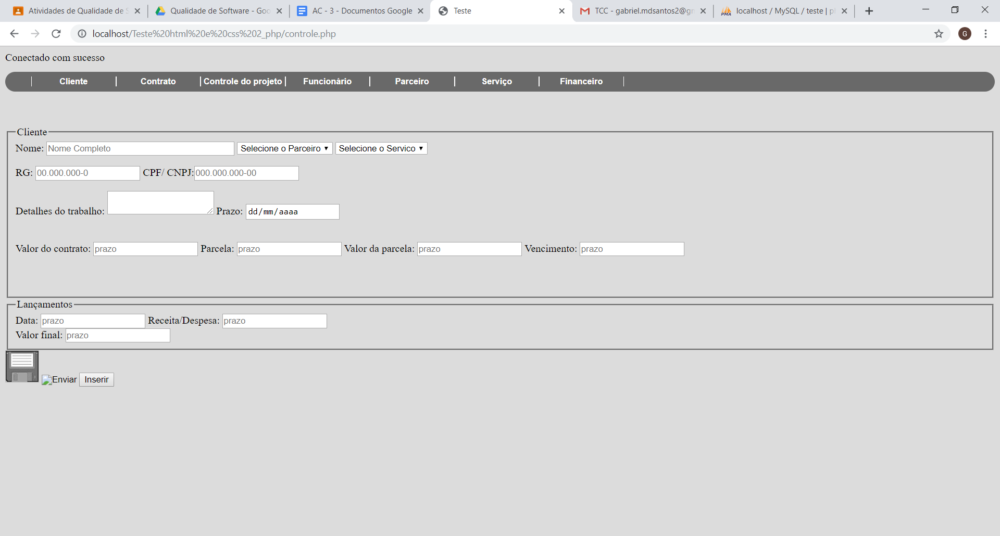 Atividades de Qualidade de S
Qualidade de Software - Goo
AC - 3 - Documentos Google
Teste
TCC - gabriel.mdsantos2@gm
localhost / MySQL / teste | p
localhost/Teste%20html%20e%20css%202_php/controle.php
G
Conectado com sucesso
Cliente Contrato Controle do projeto Funcionário Parceiro Serviço Financeiro
Cliente
Nome: Nome Completo Selecione o Parceiro Selecione o Servico
RG: 00.000.000-0 CPF/ CNPJ: 000.000.000-00
Detalhes do trabalho: Prazo: dd/mm/aaaa
Valor do contrato: prazo Parcela: prazo Valor da parcela: prazo Vencimento: prazo
Lançamentos
Data: prazo Receita/Despesa: prazo
Valor final: prazo
Enviar Inserir